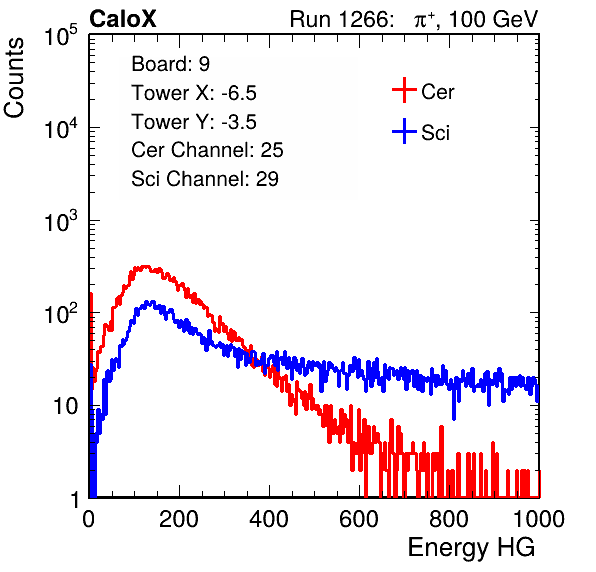 CaloX Run 1266: π⁺, 100 GeV
Counts
Board: 9
Tower X: -6.5
Tower Y: -3.5
Cer Channel: 25
Sci Channel: 29
Cer
Sci
10⁵
10⁴
10³
10²
10
1
0 200 400 600 800 1000
Energy HG